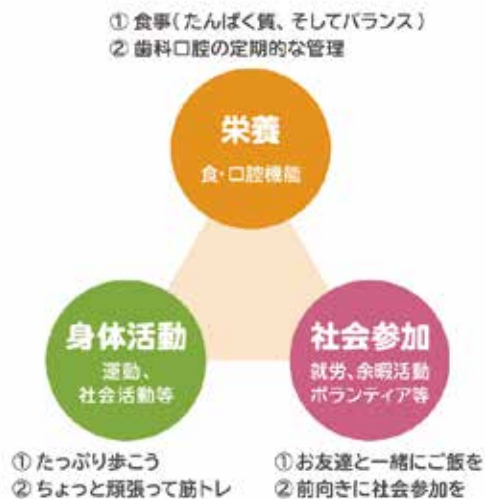 ① 食事(たんぱく質、そしてバランス)
② 歯科口腔の定期的な管理
栄養
食・口腔機能
身体活動
運動、
社会活動等
社会参加
就労、余暇活動
ボランティア等
① たっぷり歩こう
② ちょっと頑張って筋トレ
① お友達と一緒にご飯を
② 前向きに社会参加を